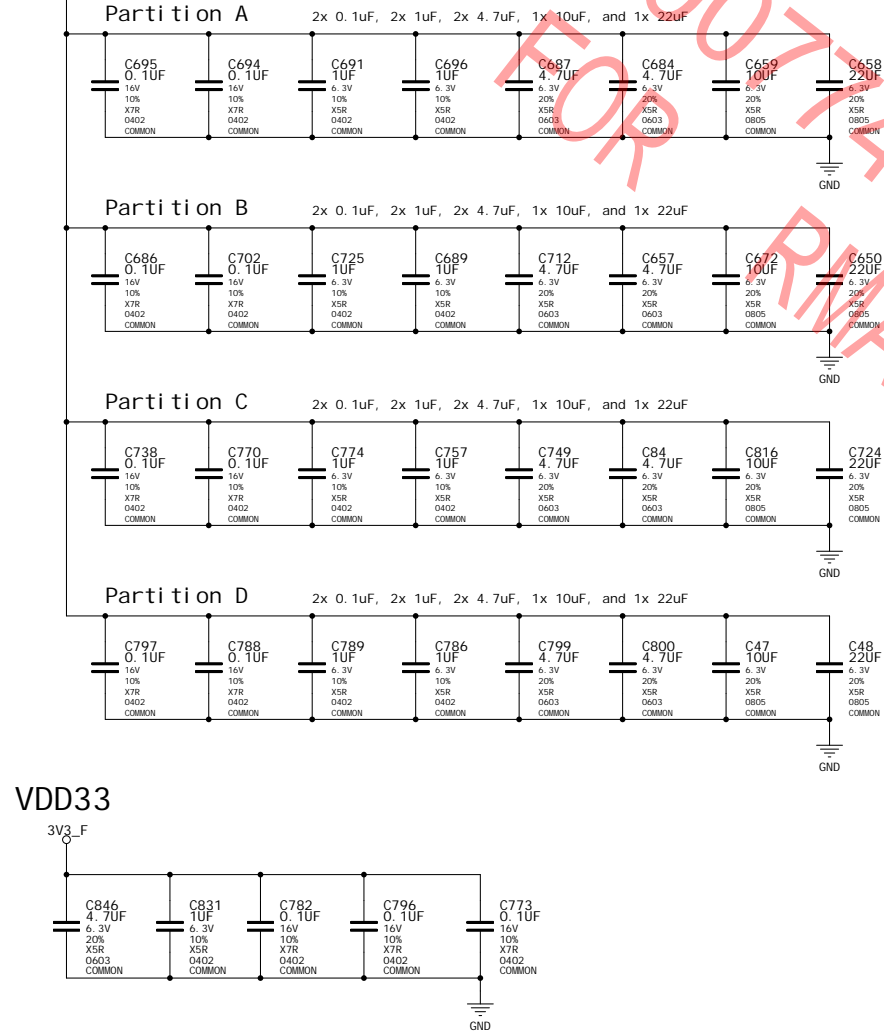 Partition A
2x 0.1uF, 2x 1uF, 2x 4.7uF, 1x 10uF, and 1x 22uF
C695 C694 C691 C696 C687 C684 C659 C658
0.1UF 0.1UF 1UF 1UF 4.7UF 4.7UF 10UF 22UF
16V 16V 6.3V 6.3V 6.3V 6.3V 6.3V 6.3V
10% 10% 10% 10% 20% 20% 20% 20%
X7R X7R X5R X5R X5R X5R X5R X5R
0402 0402 0402 0402 0603 0603 0805 0805
COMMON COMMON COMMON COMMON COMMON COMMON COMMON COMMON
GND
Partition B
2x 0.1uF, 2x 1uF, 2x 4.7uF, 1x 10uF, and 1x 22uF
C686 C702 C725 C689 C712 C657 C672 C650
0.1UF 0.1UF 1UF 1UF 4.7UF 4.7UF 10UF 22UF
16V 16V 6.3V 6.3V 6.3V 6.3V 6.3V 6.3V
10% 10% 10% 10% 20% 20% 20% 20%
X7R X7R X5R X5R X5R X5R X5R X5R
0402 0402 0402 0402 0603 0603 0805 0805
COMMON COMMON COMMON COMMON COMMON COMMON COMMON COMMON
GND
Partition C
2x 0.1uF, 2x 1uF, 2x 4.7uF, 1x 10uF, and 1x 22uF
C738 C770 C774 C757 C749 C84 C816 C724
0.1UF 0.1UF 1UF 1UF 4.7UF 4.7UF 10UF 22UF
16V 16V 6.3V 6.3V 6.3V 6.3V 6.3V 6.3V
10% 10% 10% 10% 20% 20% 20% 20%
X7R X7R X5R X5R X5R X5R X5R X5R
0402 0402 0402 0402 0603 0603 0805 0805
COMMON COMMON COMMON COMMON COMMON COMMON COMMON COMMON
GND
Partition D
2x 0.1uF, 2x 1uF, 2x 4.7uF, 1x 10uF, and 1x 22uF
C797 C788 C789 C786 C799 C800 C47 C48
0.1UF 0.1UF 1UF 1UF 4.7UF 4.7UF 10UF 22UF
16V 16V 6.3V 6.3V 6.3V 6.3V 6.3V 6.3V
10% 10% 10% 10% 20% 20% 20% 20%
X7R X7R X5R X5R X5R X5R X5R X5R
0402 0402 0402 0402 0603 0603 0805 0805
COMMON COMMON COMMON COMMON COMMON COMMON COMMON COMMON
GND
VDD33
3V3_F
C846 C831 C782 C796 C773
4.7UF 1UF 0.1UF 0.1UF 0.1UF
6.3V 6.3V 16V 16V 16V
20% 10% 10% 10% 10%
X5R X5R X7R X7R X7R
0603 0402 0402 0402 0402
COMMON COMMON COMMON COMMON COMMON
GND
FOR